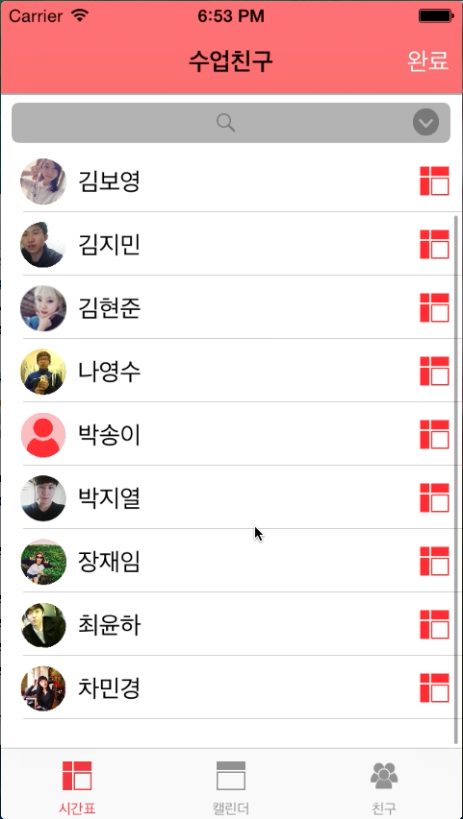 Carrier 6:53 PM
수업친구 완료
김보영
김지민
김현준
나영수
박송이
박지열
장재임
최윤하
차민경
시간표 캘린더 친구